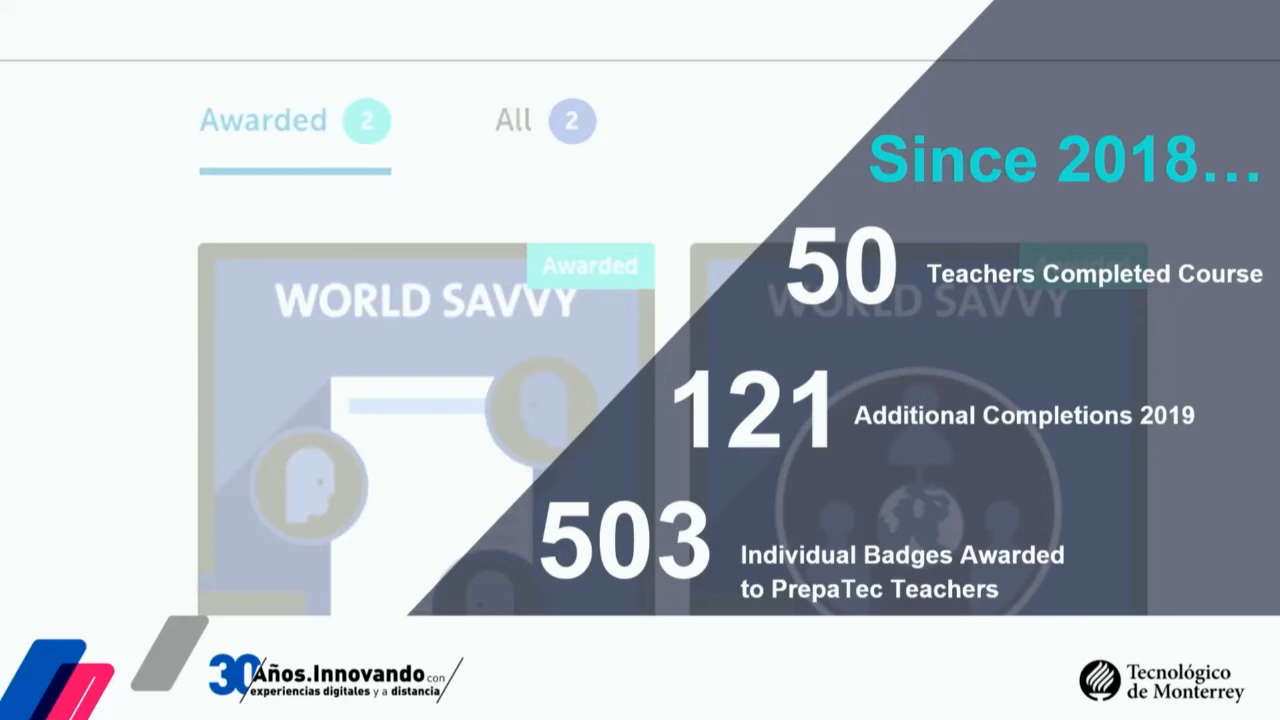 Awarded 2
All 2
Since 2018...
Awarded
Awarded
WORLD SAVVY
WORLD SAVVY
50 Teachers Completed Course
121 Additional Completions 2019
503 Individual Badges Awarded
to PrepaTec Teachers
30 Años.Innovando con
experiencias digitales y a distancia
Tecnológico
de Monterrey